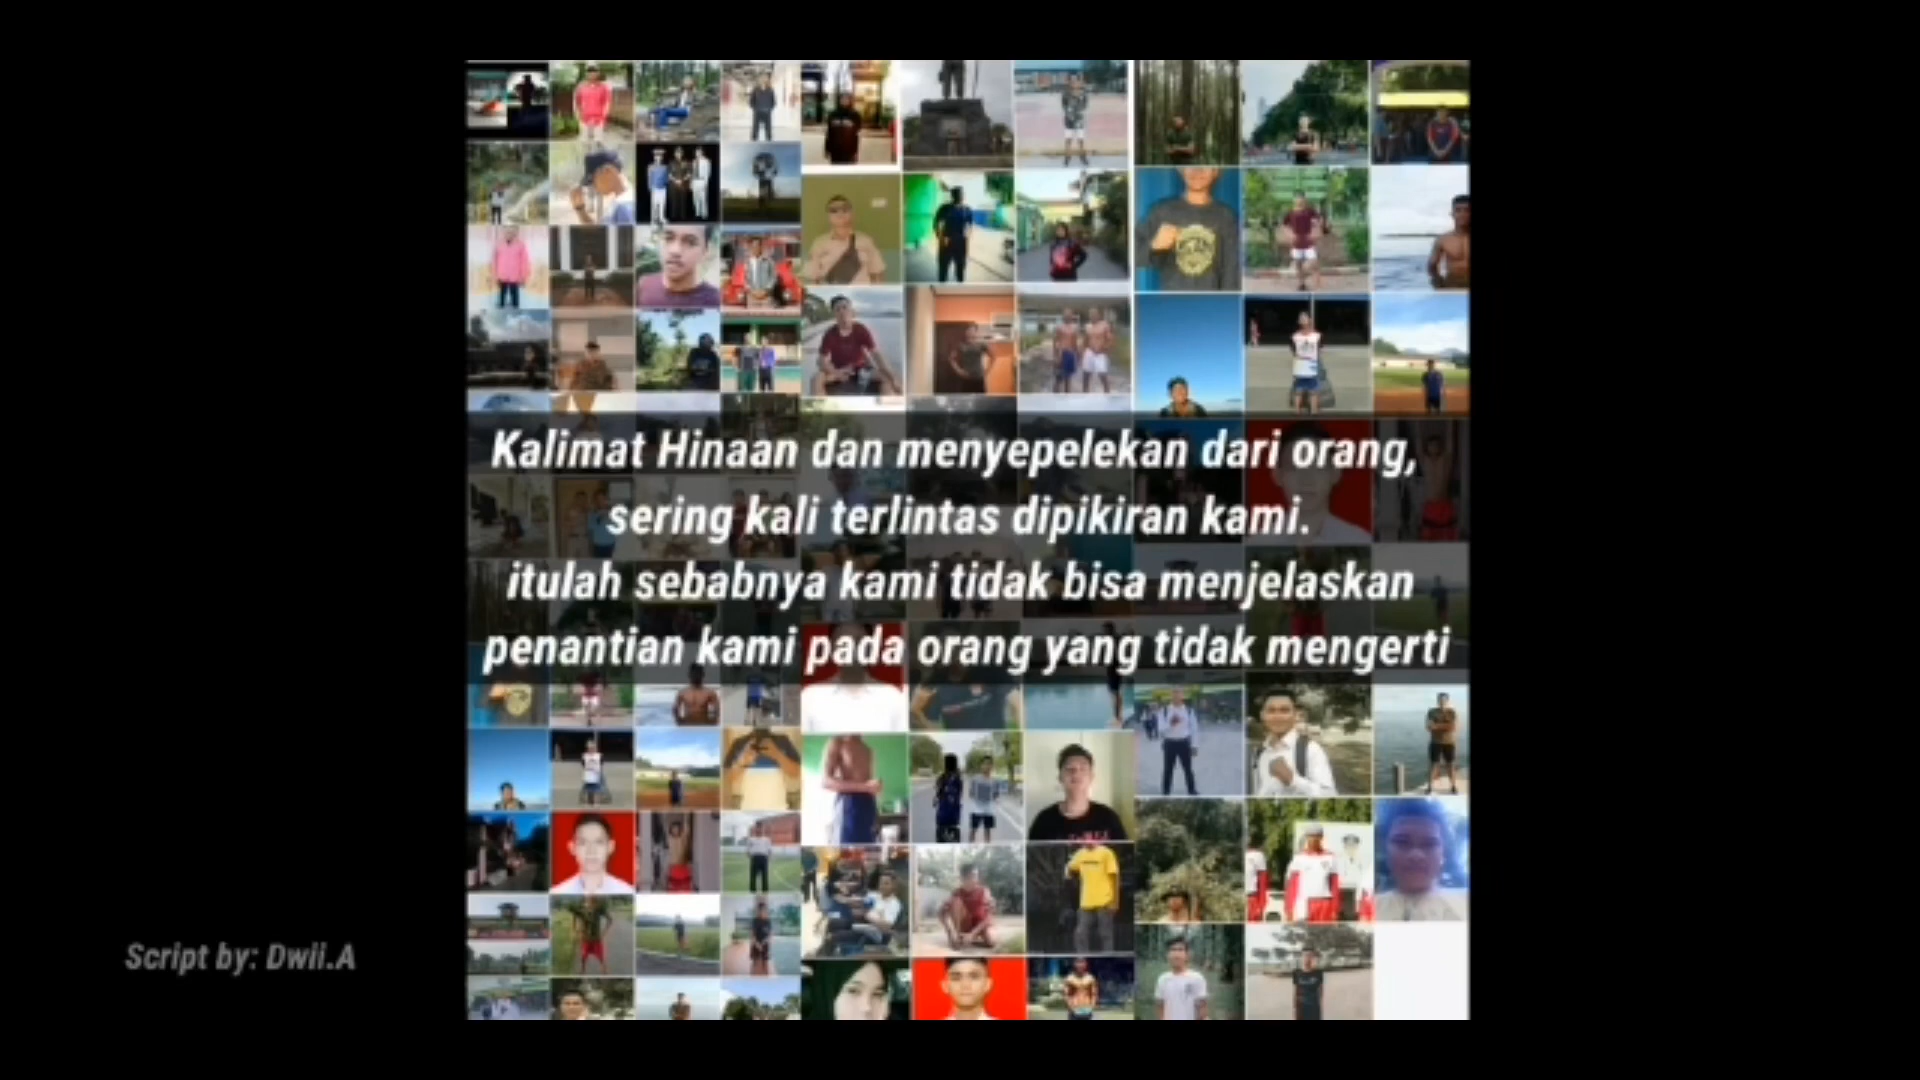 Kalimat Hinaan dan menyepelekan dari orang,
sering kali terlintas dipikiran kami.
itulah sebabnya kami tidak bisa menjelaskan
penantian kami pada orang yang tidak mengerti
Script by: Dwii.A